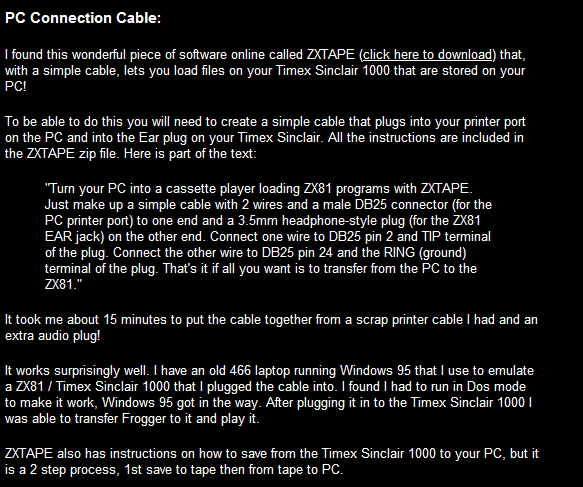 PC Connection Cable:
I found this wonderful piece of software online called ZXTAPE (click here to download) that,
with a simple cable, lets you load files on your Timex Sinclair 1000 that are stored on your
PC!
To be able to do this you will need to create a simple cable that plugs into your printer port
on the PC and into the Ear plug on your Timex Sinclair. All the instructions are included in
the ZXTAPE zip file. Here is part of the text:
"Turn your PC into a cassette player loading ZX81 programs with ZXTAPE.
Just make up a simple cable with 2 wires and a male DB25 connector (for the
PC printer port) to one end and a 3.5mm headphone-style plug (for the ZX81
EAR jack) on the other end. Connect one wire to DB25 pin 2 and TIP terminal
of the plug. Connect the other wire to DB25 pin 24 and the RING (ground)
terminal of the plug. That's it if all you want is to transfer from the PC to the
ZX81."
It took me about 15 minutes to put the cable together from a scrap printer cable I had and an
extra audio plug!
It works surprisingly well. I have an old 466 laptop running Windows 95 that I use to emulate
a ZX81 / Timex Sinclair 1000 that I plugged the cable into. I found I had to run in Dos mode
to make it work, Windows 95 got in the way. After plugging it in to the Timex Sinclair 1000 I
was able to transfer Frogger to it and play it.
ZXTAPE also has instructions on how to save from the Timex Sinclair 1000 to your PC, but it
is a 2 step process, 1st save to tape then from tape to PC.